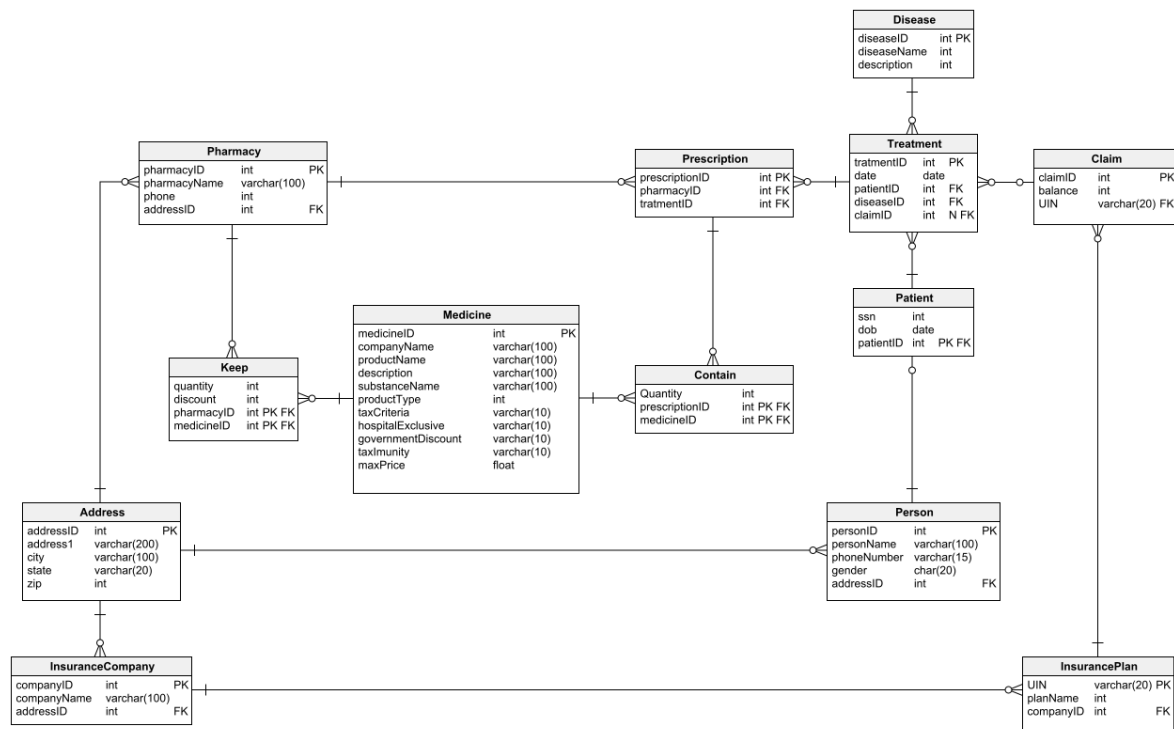 Disease
diseaseID int PK
diseaseName int
description int
Pharmacy
pharmacyID int PK
pharmacyName varchar(100)
phone int
addressID int FK
Prescription
prescriptionID int PK
pharmacyID int FK
tratmentID int FK
Treatment
tratmentID int PK
date date
patientID int FK
diseaseID int FK
claimID int N FK
Claim
claimID int PK
balance int
UIN varchar(20) FK
Patient
ssn int
dob date
patientID int PK FK
Medicine
medicineID int PK
companyName varchar(100)
productName varchar(100)
description varchar(100)
substanceName varchar(100)
productType int
taxCriteria varchar(10)
hospitalExclusive varchar(10)
governmentDiscount varchar(10)
taxImunity varchar(10)
maxPrice float
Keep
quantity int
discount int
pharmacyID int PK FK
medicineID int PK FK
Contain
Quantity int
prescriptionID int PK FK
medicineID int PK FK
Address
addressID int PK
address1 varchar(200)
city varchar(100)
state varchar(20)
zip int
Person
personID int PK
personName varchar(100)
phoneNumber varchar(15)
gender char(20)
addressID int FK
InsuranceCompany
companyID int PK
companyName varchar(100)
addressID int FK
InsurancePlan
UIN varchar(20) PK
planName int
companyID int FK